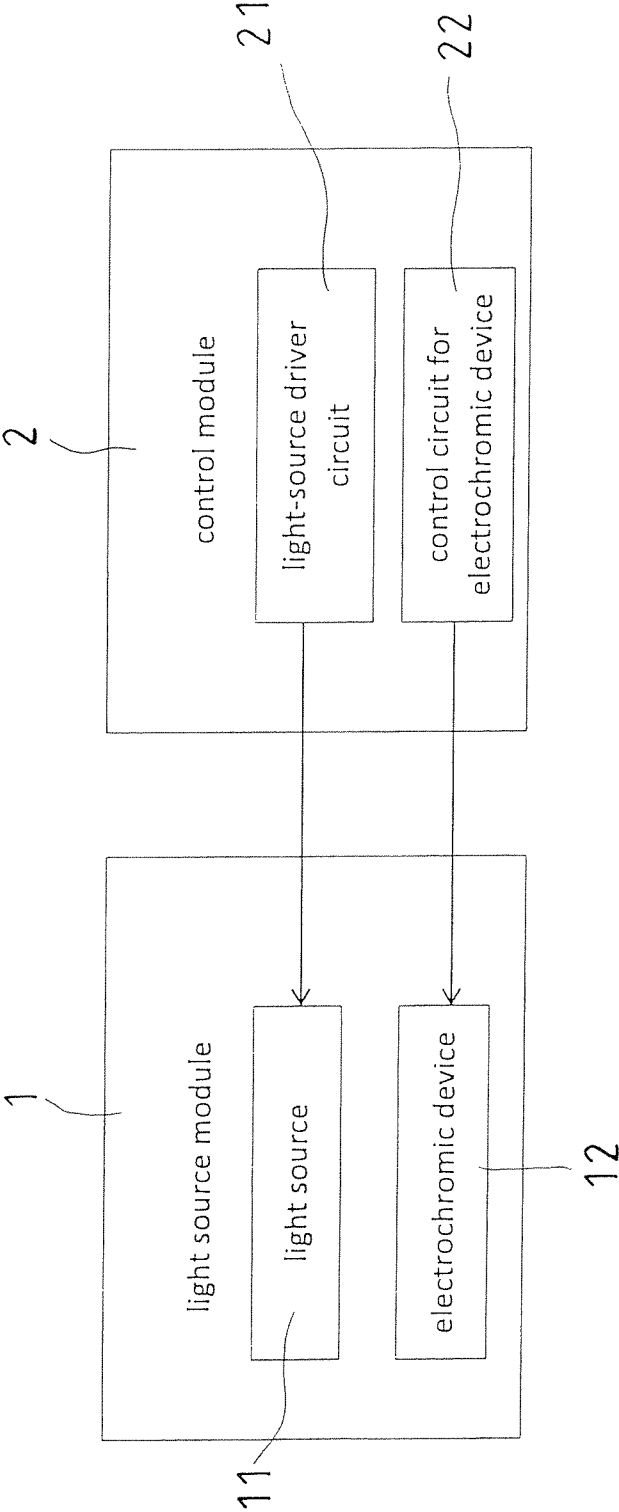 1
light source module
light source
11
electrochromic device
12
2
control module
light-source driver
circuit
21
control circuit for
electrochromic device
22